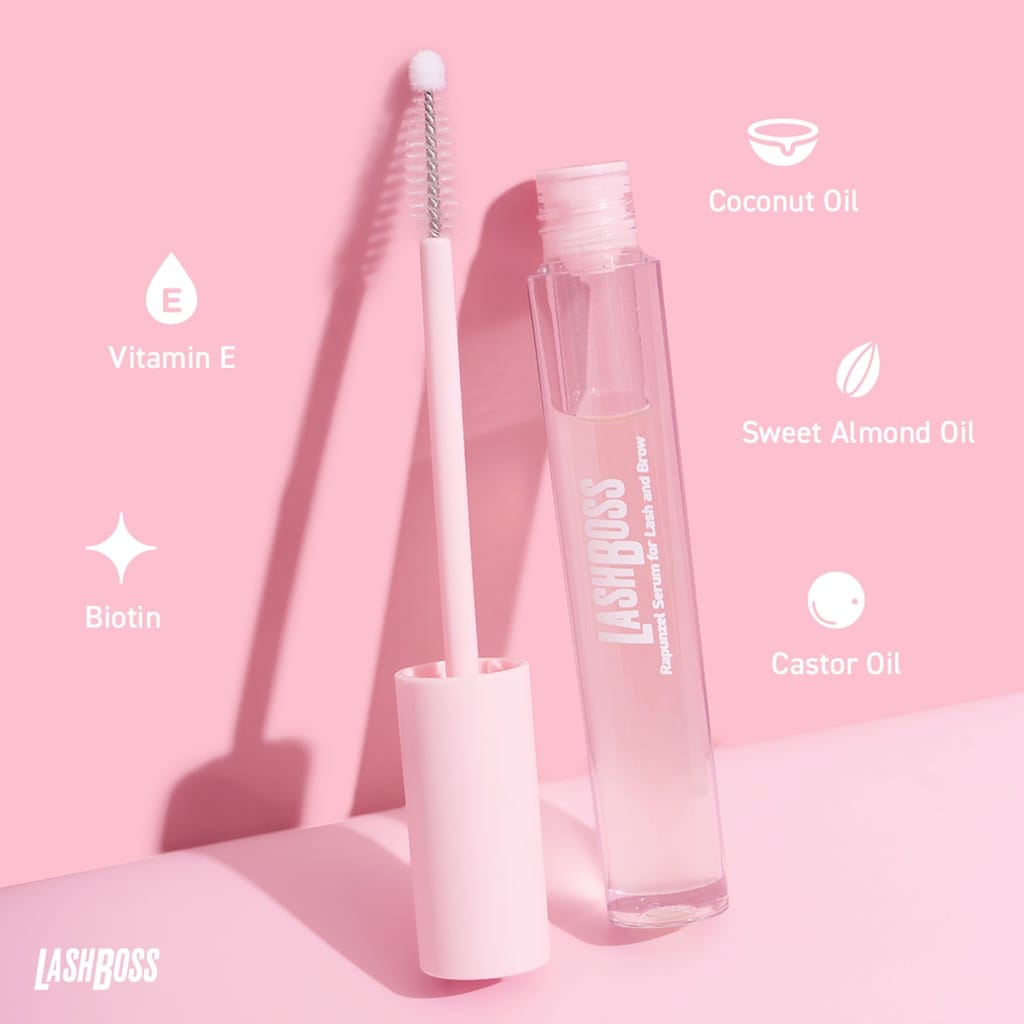 Coconut Oil
E
Vitamin E
Sweet Almond Oil
LASHBOSS
Rapunzel Serum for Lash and Brow
Biotin
Castor Oil
LASHBOSS